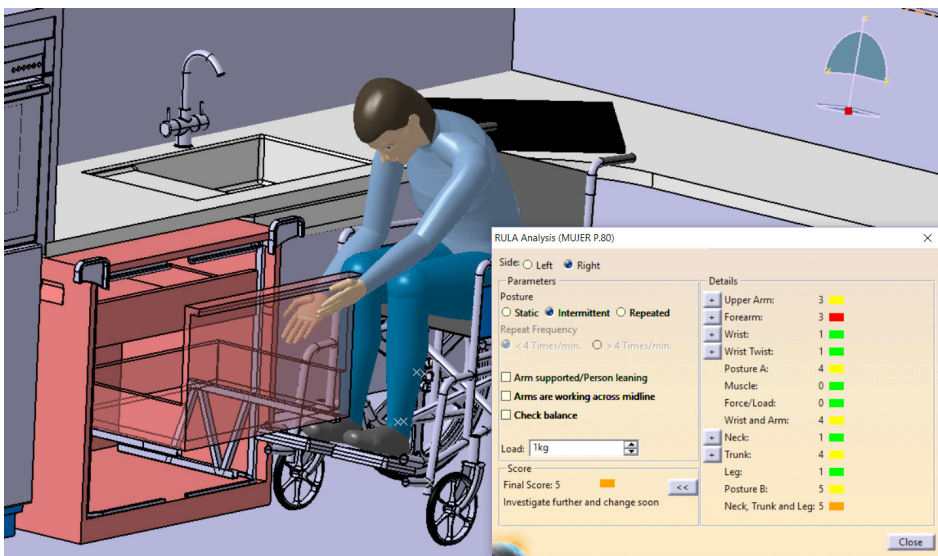 RULA Analysis (MUJER P.80)
Side: Left Right
Parameters
Posture
Static Intermittent Repeated
Repeat Frequency
< 4 Times/min. > 4 Times/min.
Arm supported/Person leaning
Arms are working across midline
Check balance
Load: 1kg
Score
Final Score: 5
<<
Investigate further and change soon
Details
+ Upper Arm: 3
+ Forearm: 3
+ Wrist: 1
+ Wrist Twist: 1
Posture A: 4
Muscle: 0
Force/Load: 0
Wrist and Arm: 4
+ Neck: 1
+ Trunk: 4
Leg: 1
Posture B: 5
Neck, Trunk and Leg: 5
Close